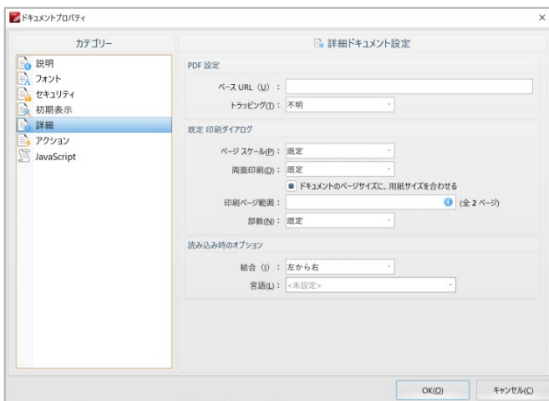 ドキュメントプロパティ
カテゴリー
説明
フォント
セキュリティ
初期表示
詳細
アクション
JavaScript
詳細ドキュメント設定
PDF 設定
ベース URL (U) :
トラッピング(T): 不明
既定 印刷ダイアログ
ページ スケール(P): 既定
両面印刷(D): 既定
ドキュメントのページサイズに、用紙サイズを合わせる
印刷ページ範囲: (全 2 ページ)
部数(N): 既定
読み込み時のオプション
結合 (I) : 左から右
言語(L): <未設定>
OK(O) キャンセル(C)